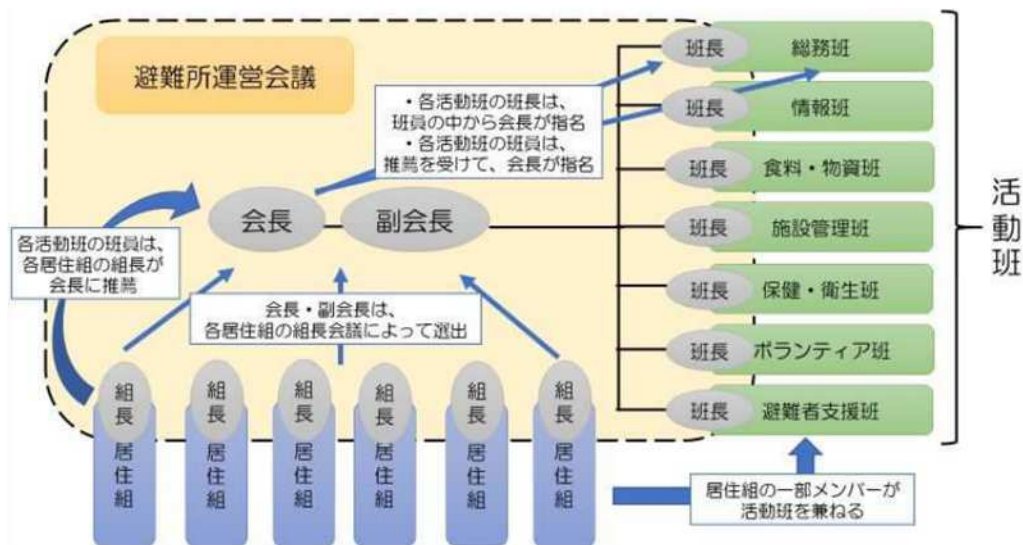 避難所運営会議
・各活動班の班長は、
班員の中から会長が指名
・各活動班の班員は、
推薦を受けて、会長が指名
会長
副会長
各活動班の班員は、
各居住組の組長が
会長に推薦
会長・副会長は、
各居住組の組長会議によって選出
班長 総務班
班長 情報班
班長 食料・物資班
班長 施設管理班
班長 保健・衛生班
班長 ボランティア班
班長 避難者支援班
活動班
組長 居住組
組長 居住組
組長 居住組
組長 居住組
組長 居住組
組長 居住組
居住組の一部メンバーが
活動班を兼ねる